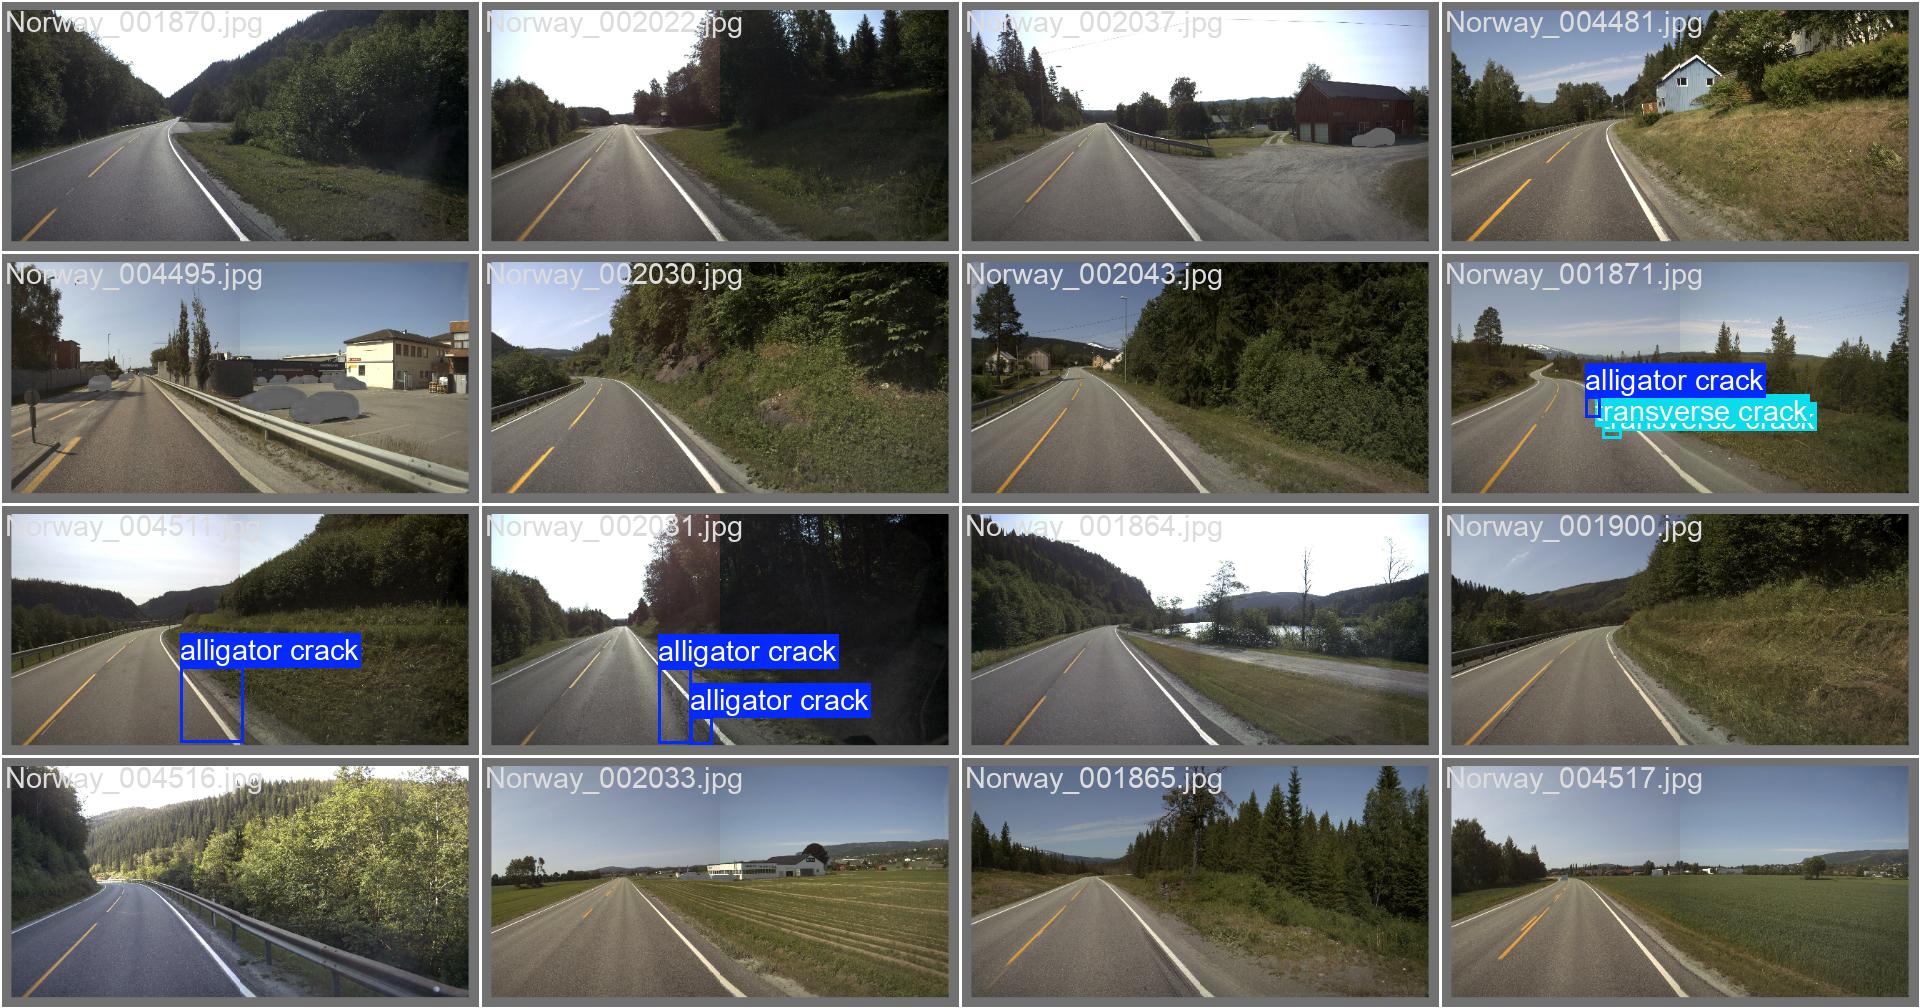 Norway_001870.jpg
Norway_002022.jpg
Norway_002037.jpg
Norway_004481.jpg
Norway_004495.jpg
Norway_002030.jpg
Norway_002043.jpg
Norway_001871.jpg
alligator crack
transverse crack
transverse crack
Norway_004511.jpg
Norway_002031.jpg
Norway_001864.jpg
Norway_001900.jpg
alligator crack
alligator crack
alligator crack
Norway_004516.jpg
Norway_002033.jpg
Norway_001865.jpg
Norway_004517.jpg